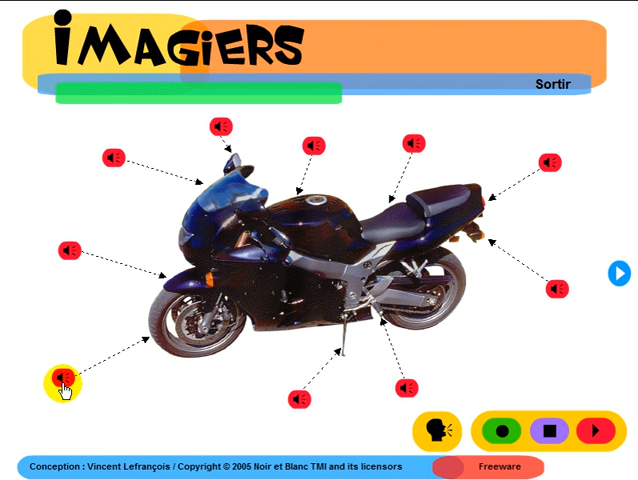 iMAGiERS
Sortir
Conception : Vincent Lefrançois / Copyright © 2005 Noir et Blanc TMI and its licensors
Freeware